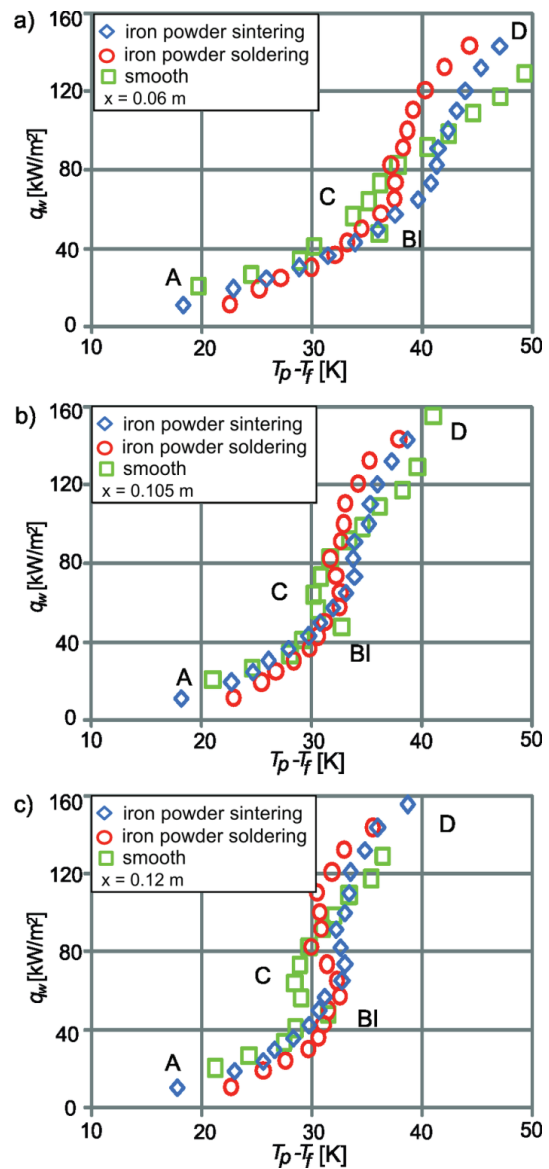 a)
iron powder sintering
iron powder soldering
smooth
x = 0.06 m
D
C
BI
A
q_w [kW/m²]
160
120
80
40
0
10 20 30 40 50
T_p-T_f [K]
b)
iron powder sintering
iron powder soldering
smooth
x = 0.105 m
D
C
BI
A
q_w [kW/m²]
160
120
80
40
0
10 20 30 40 50
T_p-T_f [K]
c)
iron powder sintering
iron powder soldering
smooth
x = 0.12 m
D
C
BI
A
q_w [kW/m²]
160
120
80
40
0
10 20 30 40 50
T_p-T_f [K]